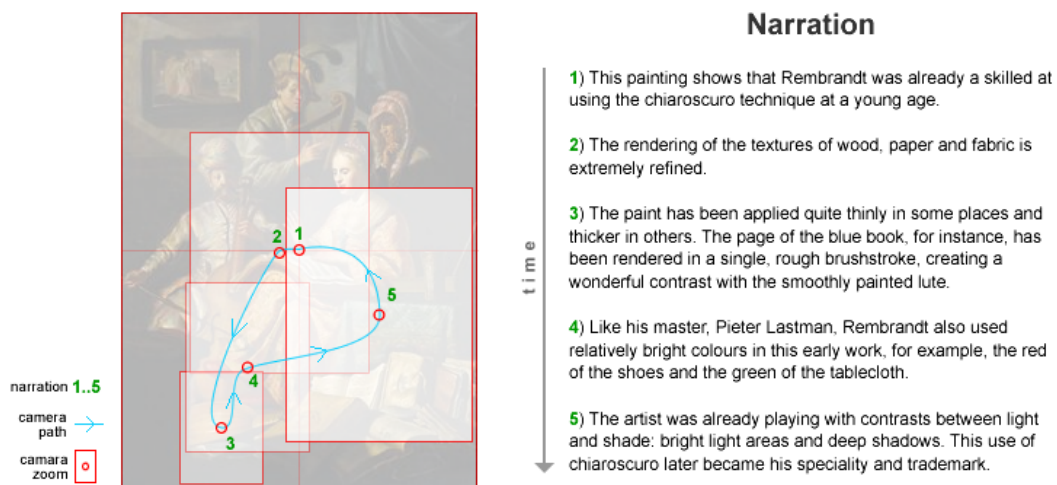 Narration
1) This painting shows that Rembrandt was already a skilled at
using the chiaroscuro technique at a young age.
2) The rendering of the textures of wood, paper and fabric is
extremely refined.
3) The paint has been applied quite thinly in some places and
thicker in others. The page of the blue book, for instance, has
been rendered in a single, rough brushstroke, creating a
wonderful contrast with the smoothly painted lute.
4) Like his master, Pieter Lastman, Rembrandt also used
relatively bright colours in this early work, for example, the red
of the shoes and the green of the tablecloth.
5) The artist was already playing with contrasts between light
and shade: bright light areas and deep shadows. This use of
chiaroscuro later became his speciality and trademark.
time
2
1
5
4
3
narration 1..5
camera
path
camara
zoom